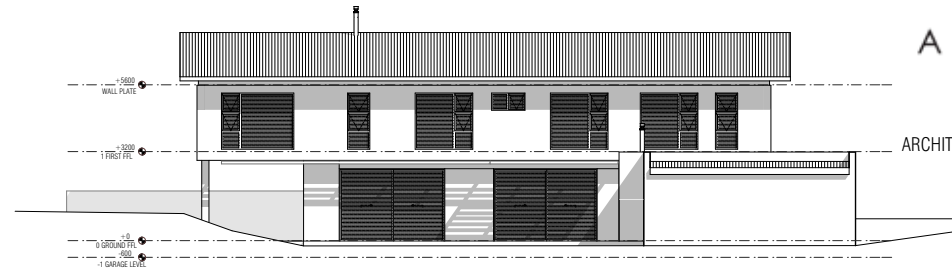 A
+5600
WALL PLATE
+3200
1 FIRST FFL
ARCHIT
+0
0 GROUND FFL
-600
-1 GARAGE LEVEL